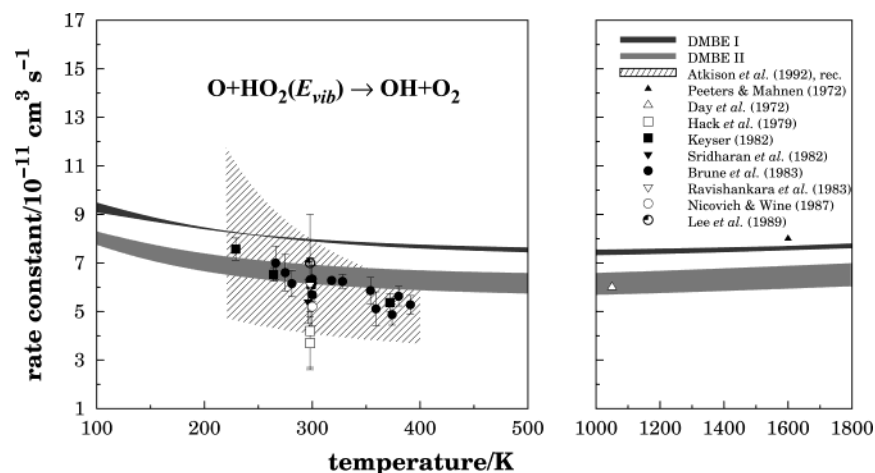 17
15
13
11
9
7
5
3
1
rate constant/10⁻¹¹ cm³ s⁻¹
O+HO₂(E_vib) → OH+O₂
100 200 300 400 500
DMBE I
DMBE II
Atkison et al. (1992), rec.
Peeters & Mahnen (1972)
Day et al. (1972)
Hack et al. (1979)
Keyser (1982)
Sridharan et al. (1982)
Brune et al. (1983)
Ravishankara et al. (1983)
Nicovich & Wine (1987)
Lee et al. (1989)
1000 1200 1400 1600 1800
temperature/K